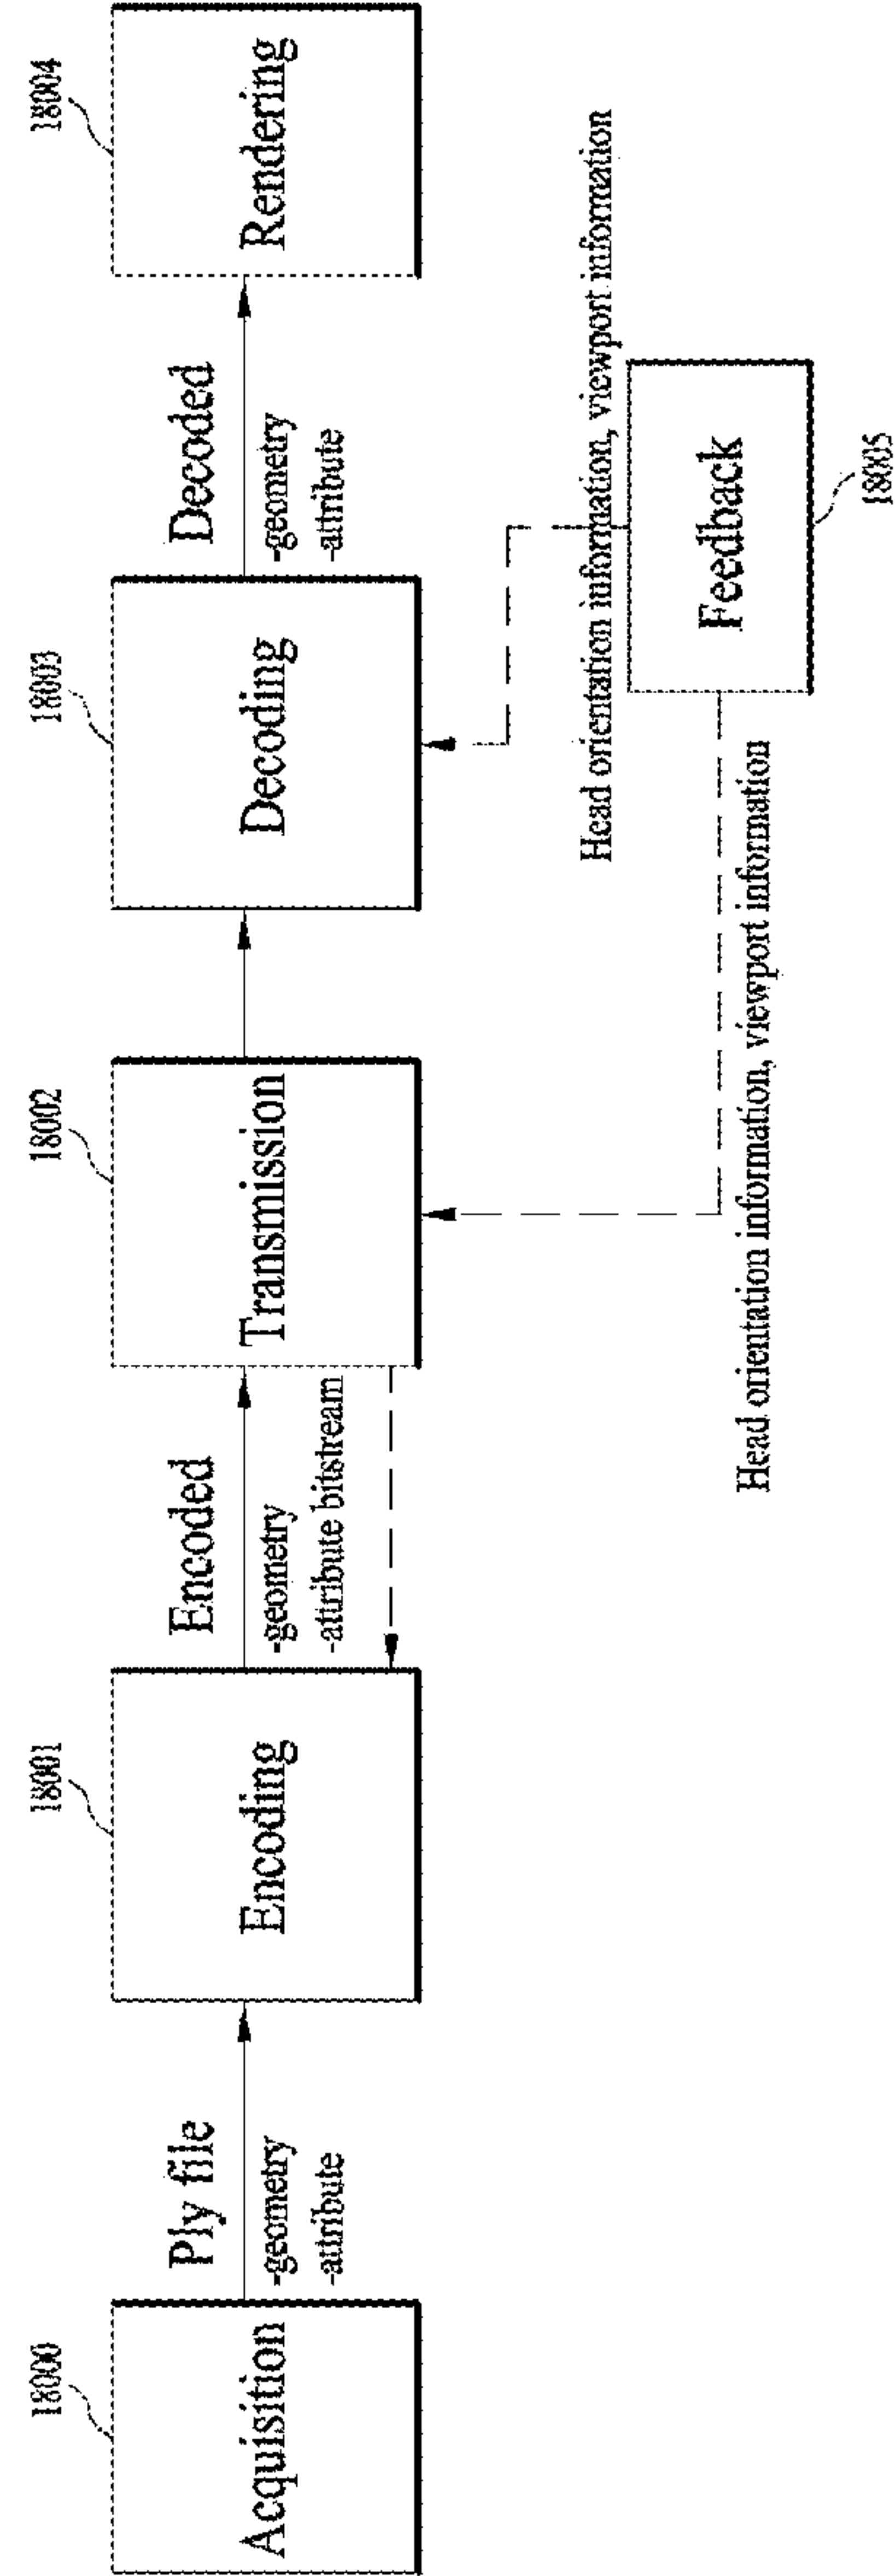 18000
Acquisition
Ply file
-geometry
-attribute
18001
Encoding
Encoded
-geometry
-attribute bitstream
18002
Transmission
18003
Decoding
Decoded
-geometry
-attribute
18004
Rendering
Head orientation information, viewport information
Feedback
18005
Head orientation information, viewport information